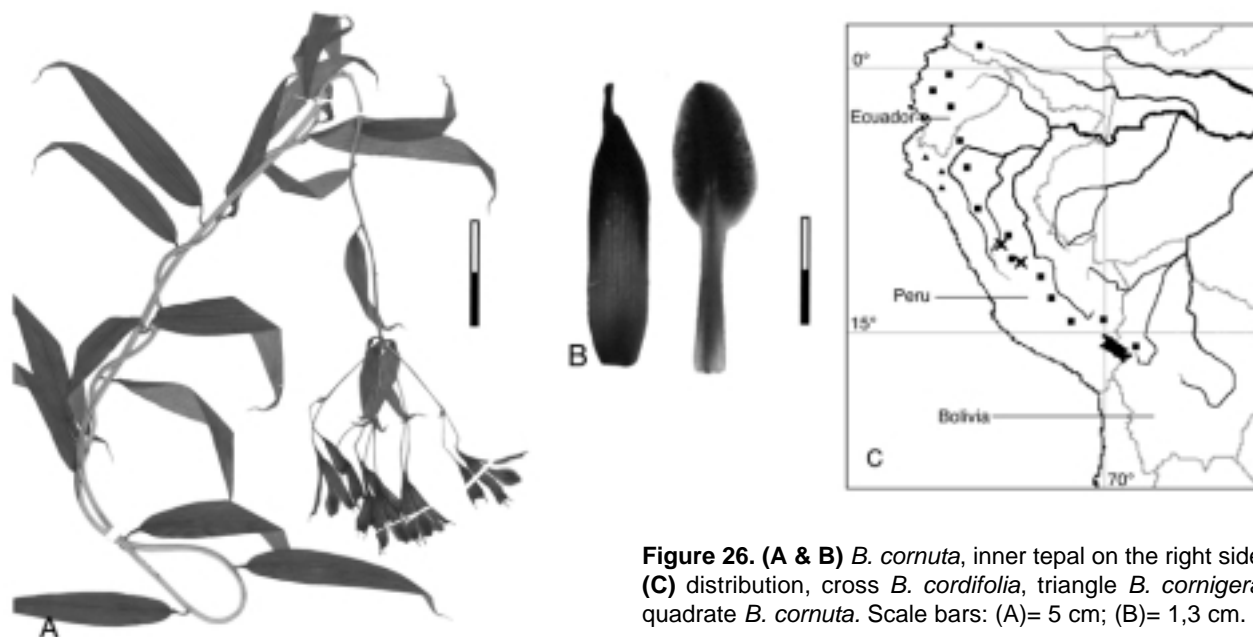 A
B
0°
Ecuador
Peru
15°
Bolivia
C
70°
Figure 26. (A & B) B. cornuta, inner tepal on the right side
(C) distribution, cross B. cordifolia, triangle B. cornigera
quadrate B. cornuta. Scale bars: (A)= 5 cm; (B)= 1,3 cm.